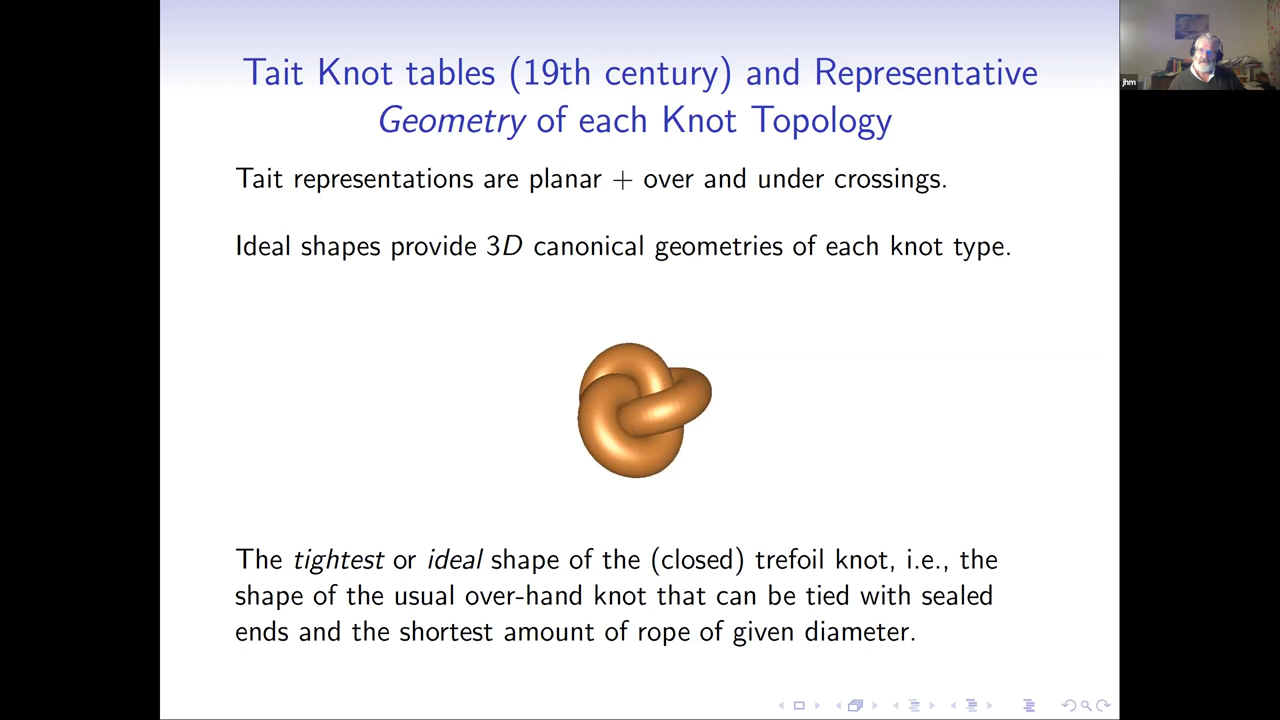 Tait Knot tables (19th century) and Representative
Geometry of each Knot Topology
Tait representations are planar + over and under crossings.
Ideal shapes provide 3D canonical geometries of each knot type.
The tightest or ideal shape of the (closed) trefoil knot, i.e., the
shape of the usual over-hand knot that can be tied with sealed
ends and the shortest amount of rope of given diameter.
jhm